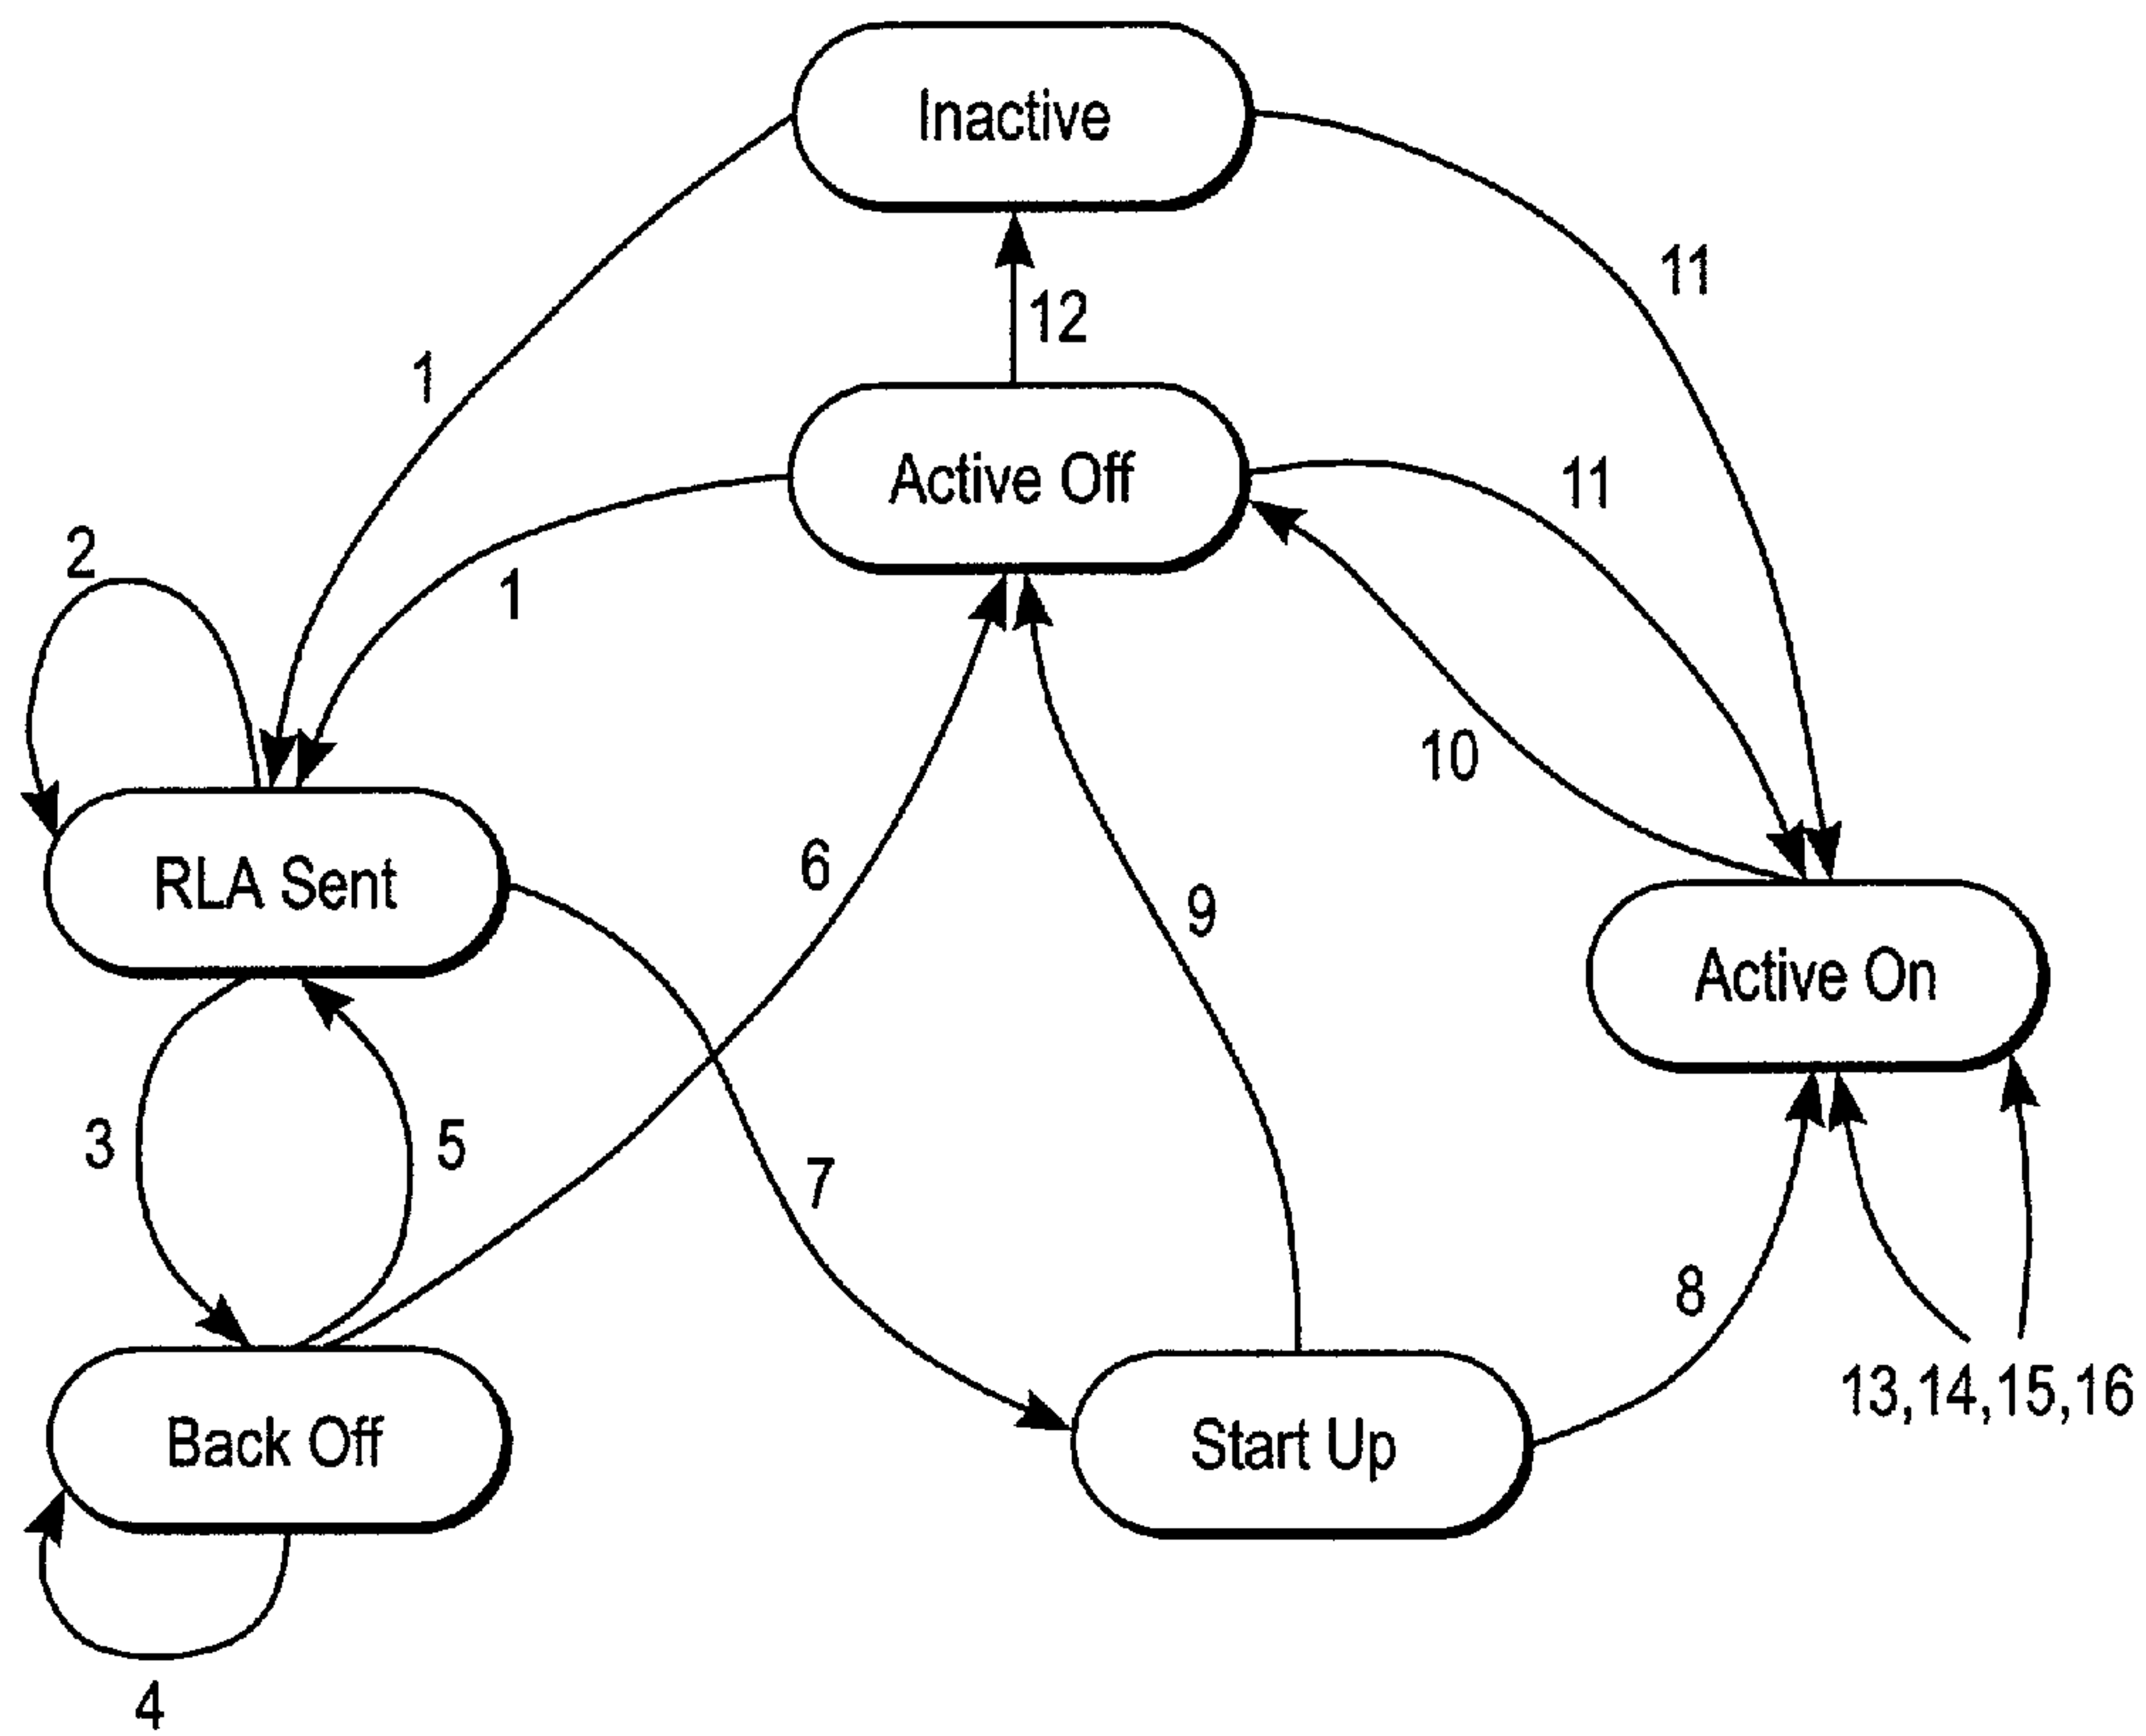 Inactive
11
12
1
Active Off
11
2
1
10
6
RLA Sent
9
Active On
3
5
7
8
13,14,15,16
Back Off
Start Up
4